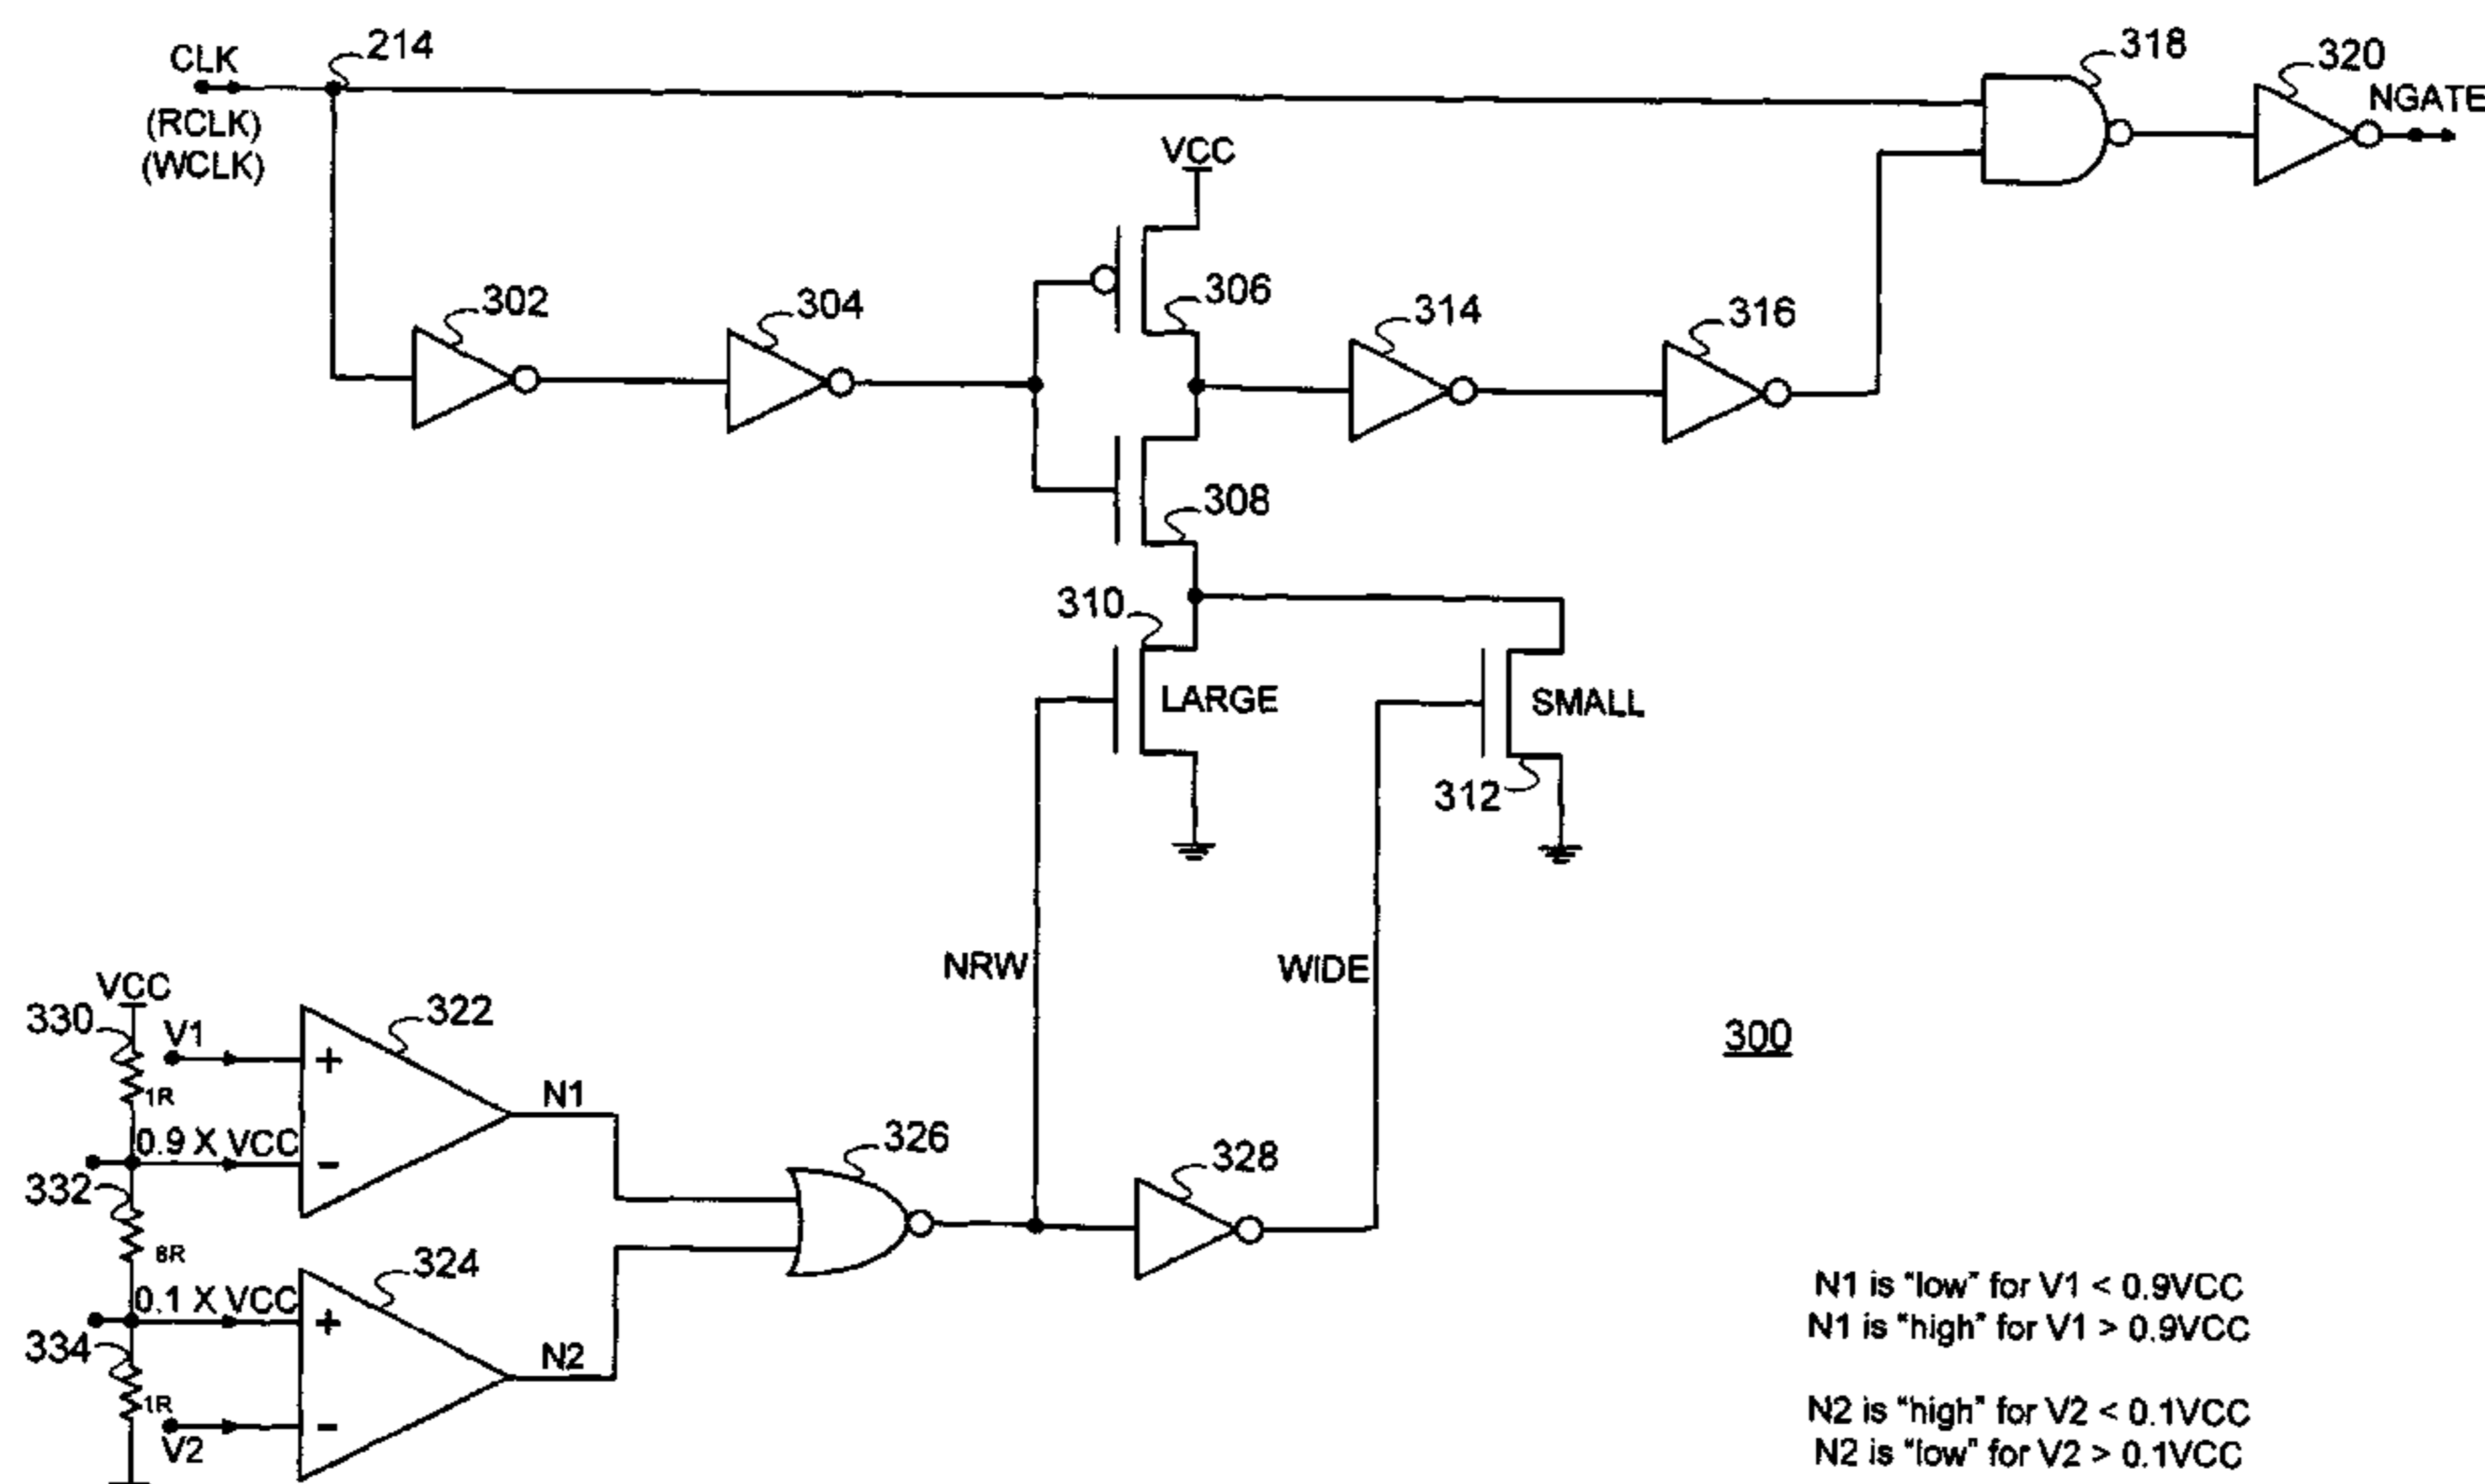 CLK
214
(RCLK)
(WCLK)
318
320
NGATE
VCC
302
304
306
314
316
308
310
LARGE
SMALL
312
NRW
WIDE
VCC
330
V1
322
1R
N1
0.9 X VCC
332
326
328
8R
324
0.1 X VCC
334
N2
1R
V2
300
N1 is "low" for V1 < 0.9VCC
N1 is "high" for V1 > 0.9VCC
N2 is "high" for V2 < 0.1VCC
N2 is "low" for V2 > 0.1VCC
+
-
+
-